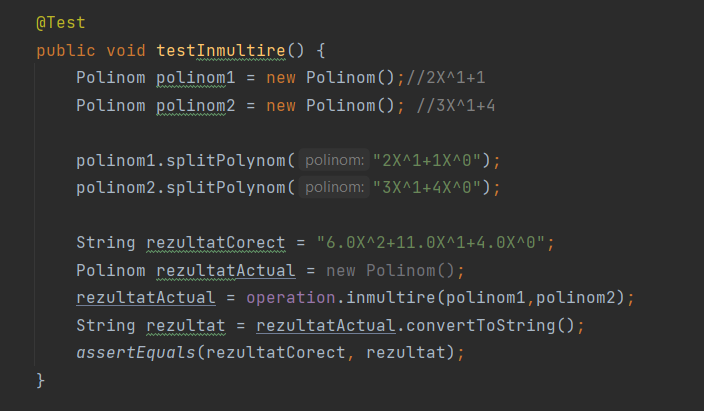 @Test
public void testInmultire() {
Polinom polinom1 = new Polinom();//2X^1+1
Polinom polinom2 = new Polinom(); //3X^1+4
polinom1.splitPolynom( polinom: "2X^1+1X^0");
polinom2.splitPolynom( polinom: "3X^1+4X^0");
String rezultatCorect = "6.0X^2+11.0X^1+4.0X^0";
Polinom rezultatActual = new Polinom();
rezultatActual = operation.inmultire(polinom1,polinom2);
String rezultat = rezultatActual.convertToString();
assertEquals(rezultatCorect, rezultat);
}